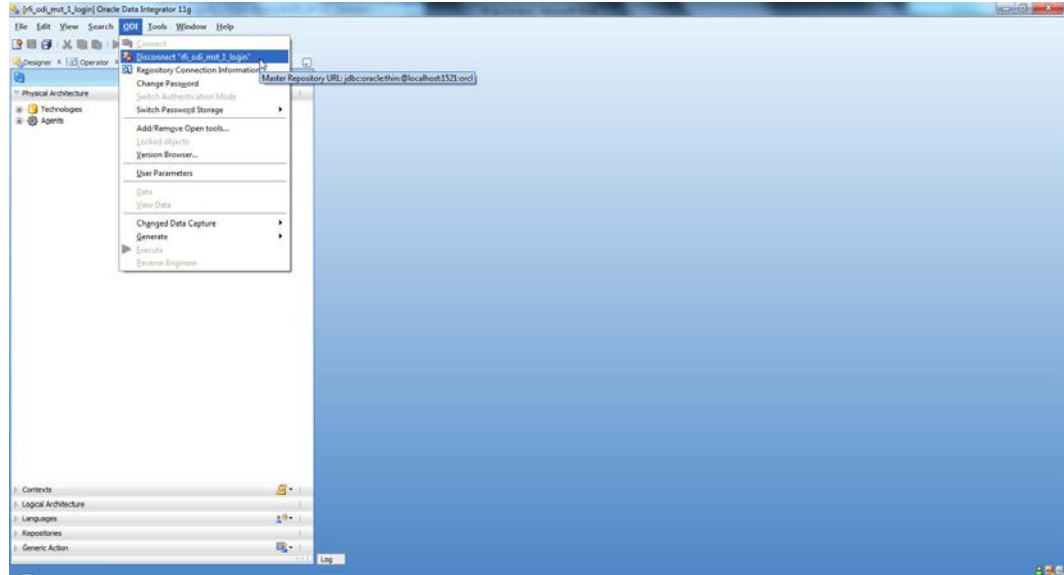 [rfi_odi_mst_1_login] Oracle Data Integrator 11g
File Edit View Search ODI Tools Window Help
Connect
Designer Operator
Disconnect "rfi_odi_mst_1_login"
Repository Connection Information
Master Repository URL: jdbc:oracle:thin:@localhost:1521:orcl
Change Password
Physical Architecture
Switch Authentication Mode
Technologies
Switch Password Storage
Agents
Add/Remove Open tools...
Locked objects
Version Browser...
User Parameters
Data
View Data
Changed Data Capture
Generate
Execute
Reverse Engineer
Contexts
Logical Architecture
Languages
Repositories
Generic Action
Log